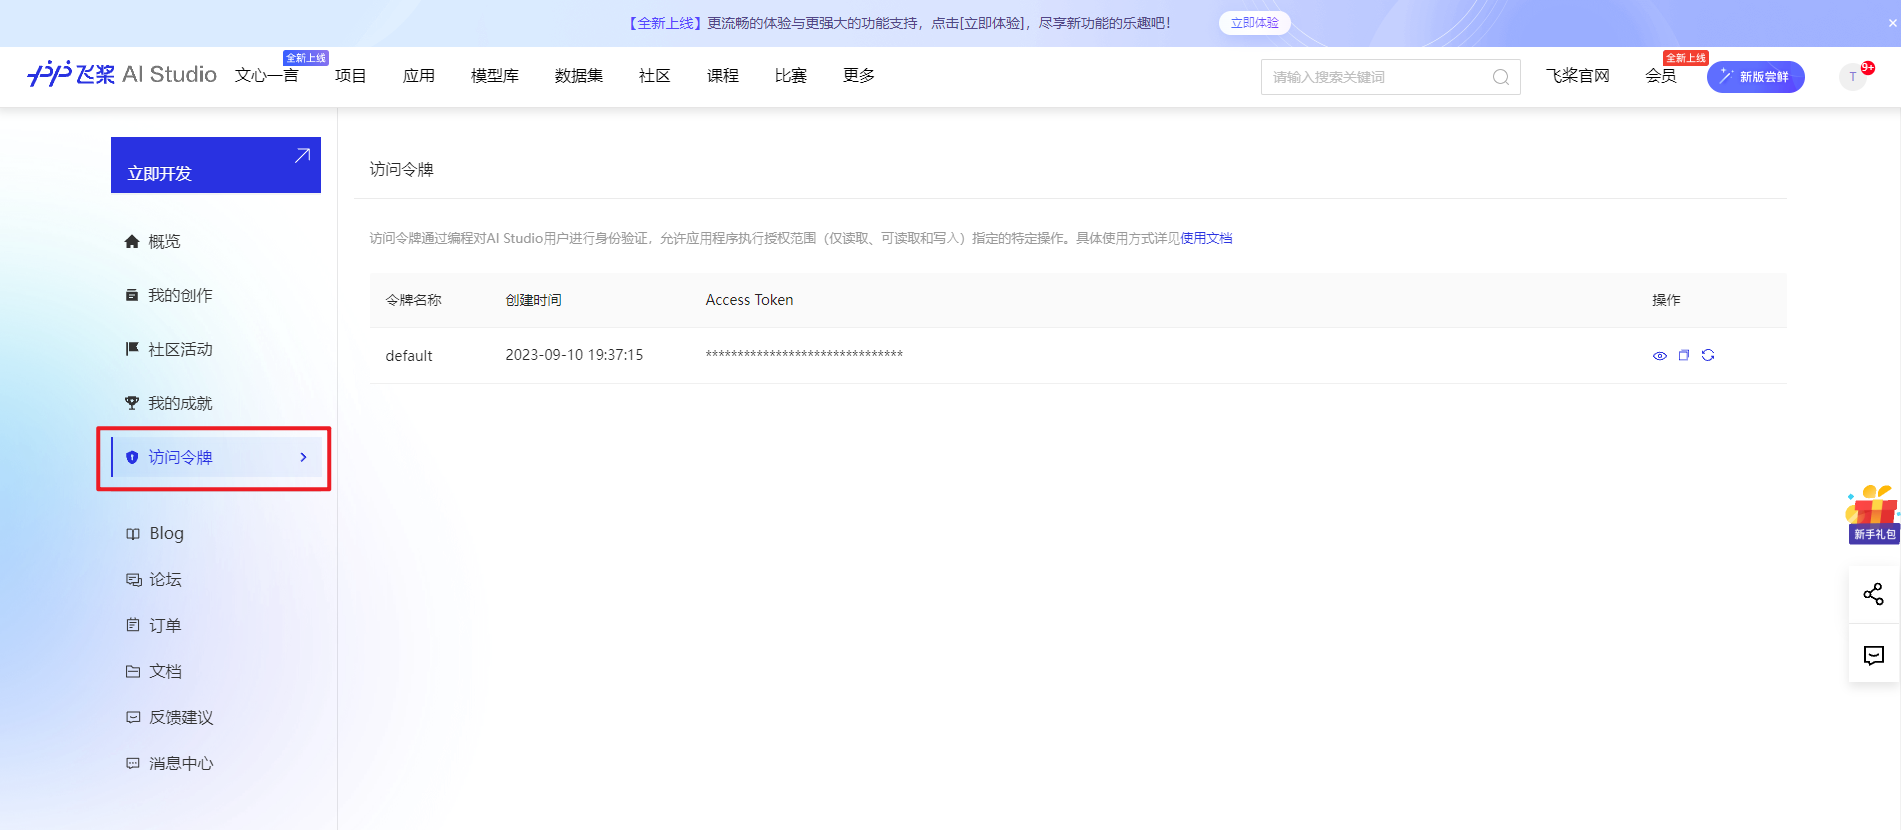 【全新上线】更流畅的体验与更强大的功能支持，点击[立即体验]，尽享新功能的乐趣吧！ 立即体验
飞桨 AI Studio 文心一言 全新上线 项目 应用 模型库 数据集 社区 课程 比赛 更多 请输入搜索关键词 飞桨官网 会员 全新上线 新版尝鲜 T 9+
立即开发
概览
我的创作
社区活动
我的成就
访问令牌
Blog
论坛
订单
文档
反馈建议
消息中心
访问令牌
访问令牌通过编程对AI Studio用户进行身份验证，允许应用程序执行授权范围（仅读取、可读取和写入）指定的特定操作。具体使用方式详见使用文档
令牌名称 创建时间 Access Token 操作
default 2023-09-10 19:37:15 *******************************
新手礼包